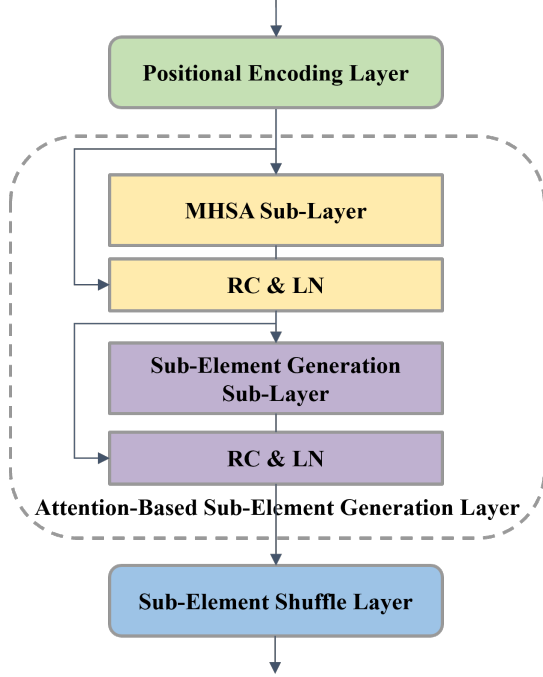 Positional Encoding Layer
MHSA Sub-Layer
RC & LN
Sub-Element Generation
Sub-Layer
RC & LN
Attention-Based Sub-Element Generation Layer
Sub-Element Shuffle Layer